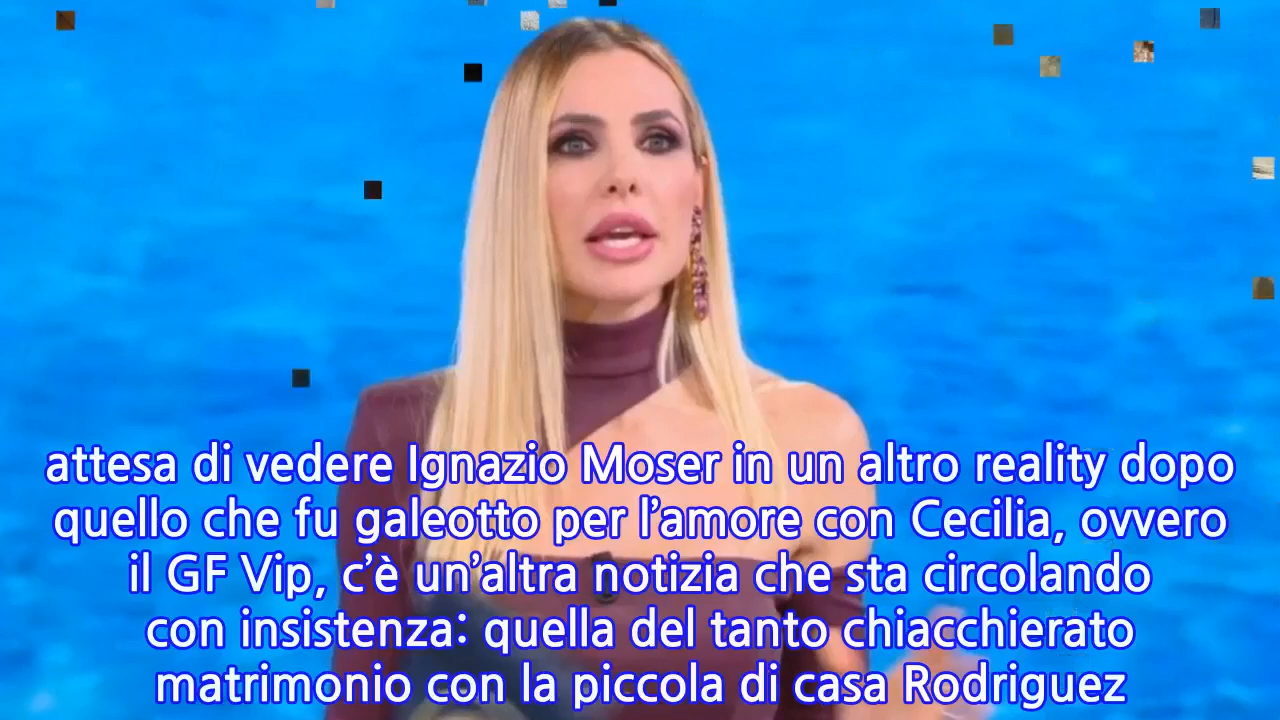 attesa di vedere Ignazio Moser in un altro reality dopo
quello che fu galeotto per l’amore con Cecilia, ovvero
il GF Vip, c’è un’altra notizia che sta circolando
con insistenza: quella del tanto chiacchierato
matrimonio con la piccola di casa Rodriguez